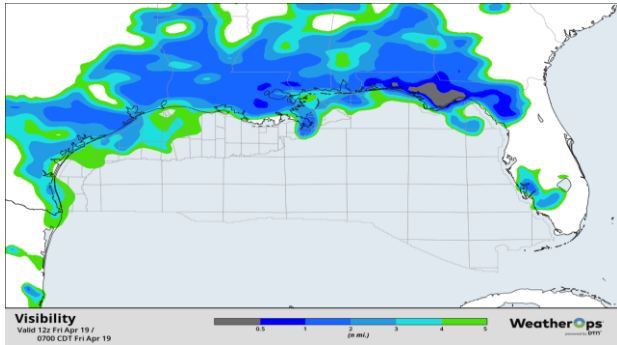 Visibility
Valid 12z Fri Apr 19 /
0700 CDT Fri Apr 19
0.5 1 2 3 4 5
(n mi.)
WeatherOps
powered by DTN